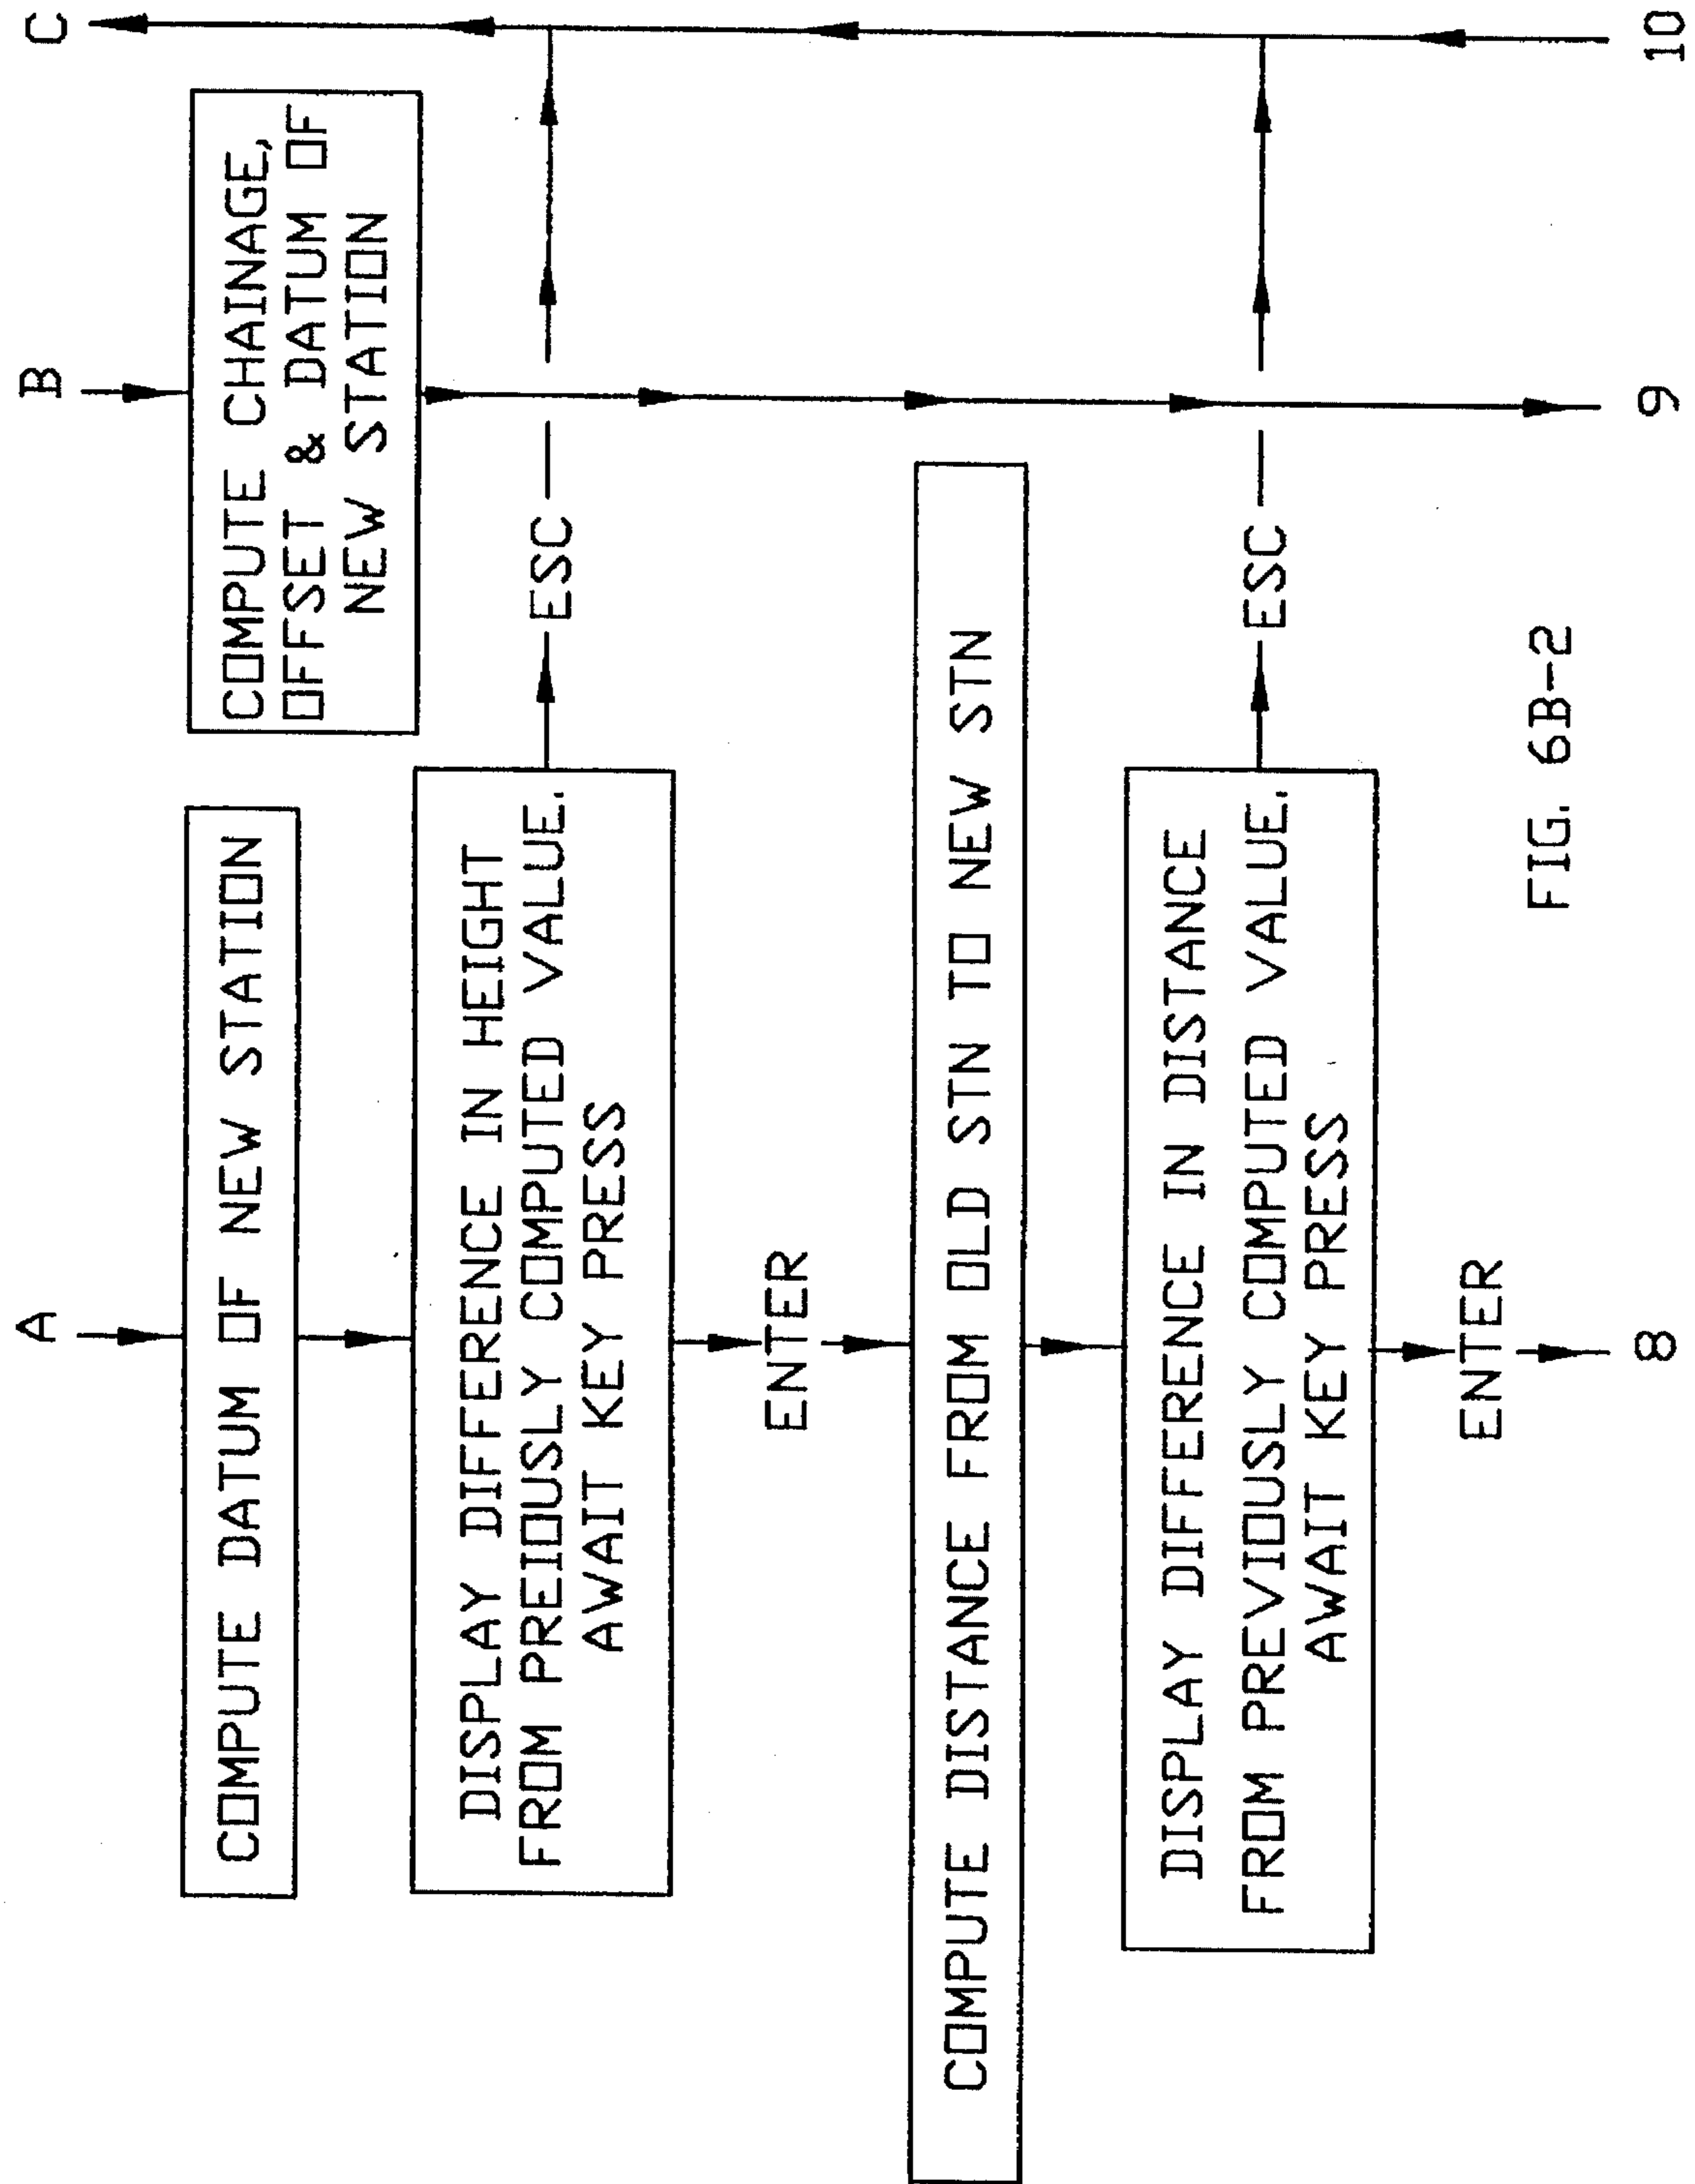 A
B
C
COMPUTE DATUM OF NEW STATION
COMPUTE CHAINAGE,
OFFSET & DATUM OF
NEW STATION
DISPLAY DIFFERENCE IN HEIGHT
FROM PREIOUSLY COMPUTED VALUE.
AWAIT KEY PRESS
ESC
ENTER
COMPUTE DISTANCE FROM OLD STN TO NEW STN
DISPLAY DIFFERENCE IN DISTANCE
FROM PREVIOUSLY COMPUTED VALUE.
AWAIT KEY PRESS
ESC
ENTER
8
9
10
FIG. 6B-2